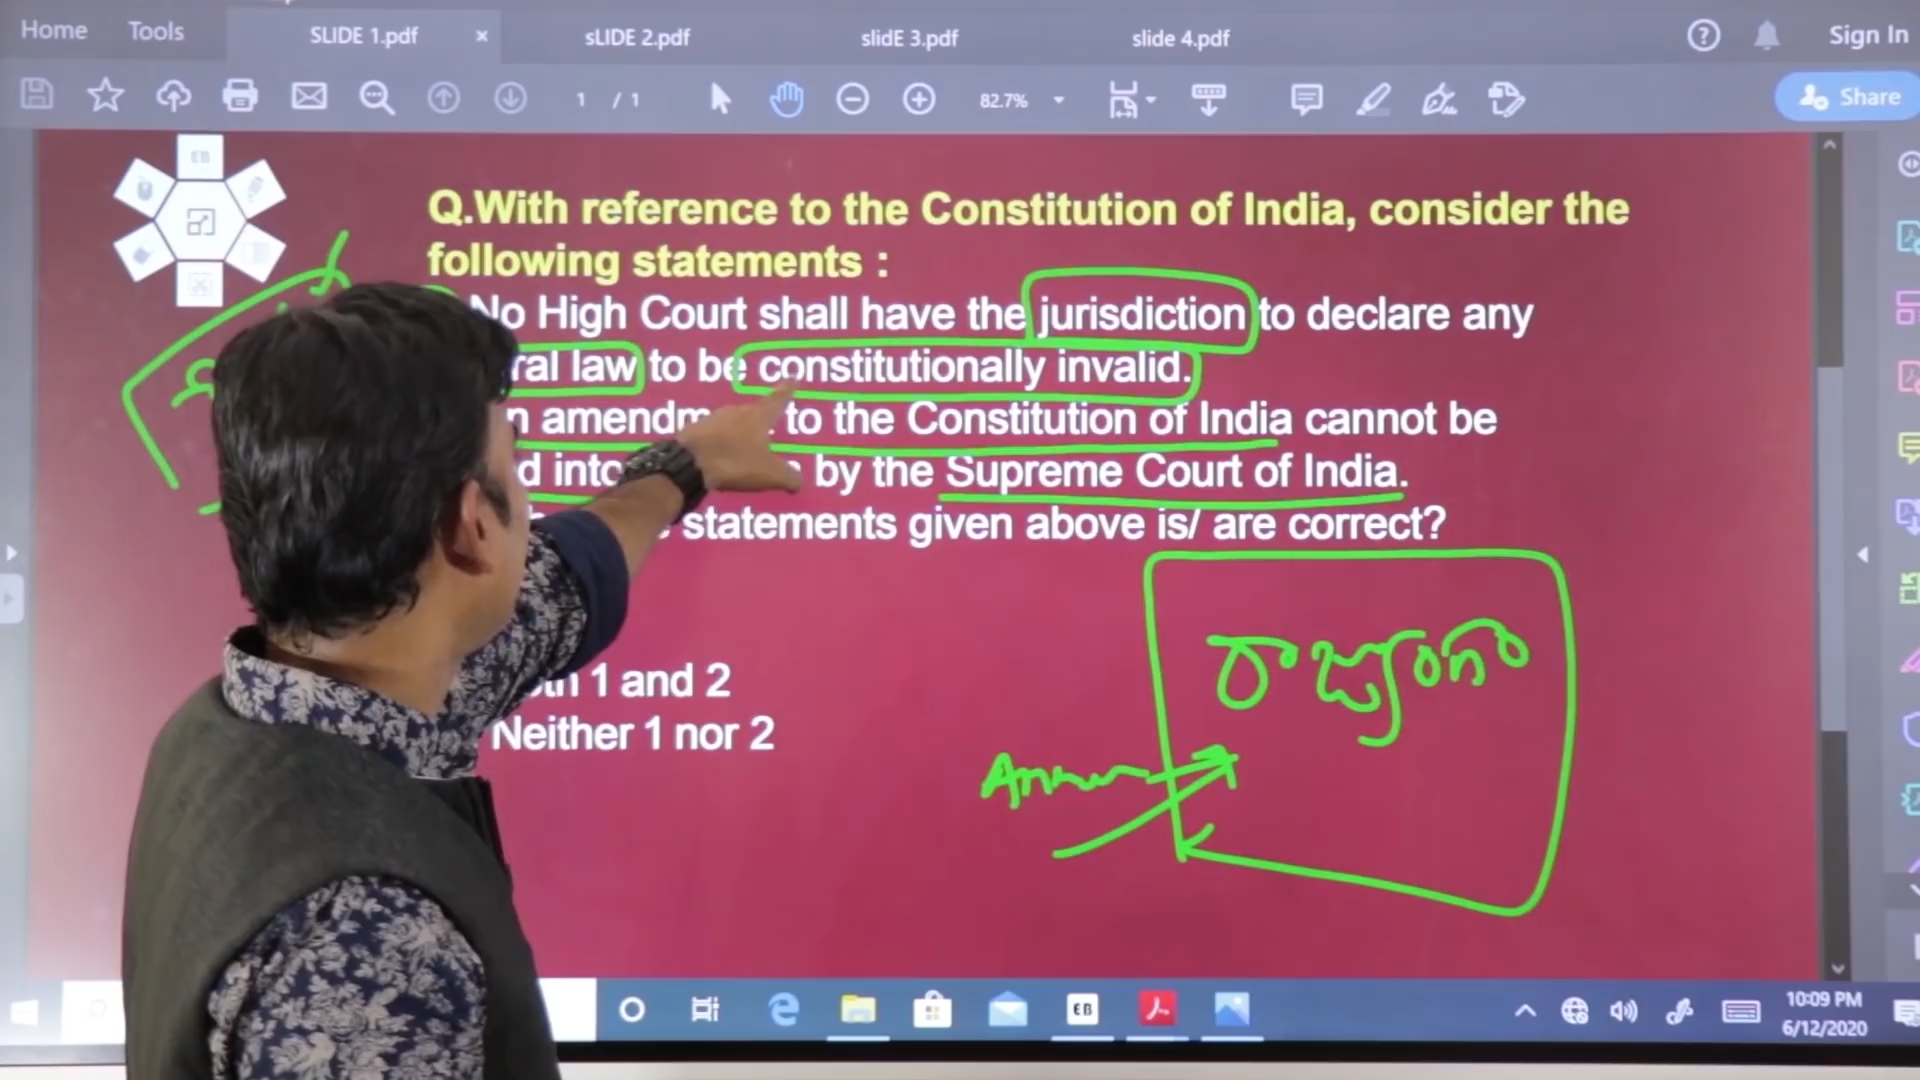 Home Tools SLIDE 1.pdf × sLIDE 2.pdf slidE 3.pdf slide 4.pdf Sign In
1 / 1 82.7% Share
EB
Q.With reference to the Constitution of India, consider the
following statements :
No High Court shall have the jurisdiction to declare any
ral law to be constitutionally invalid.
n amendm to the Constitution of India cannot be
d into by the Supreme Court of India.
statements given above is/ are correct?
1 and 2
Neither 1 nor 2
రాజ్యాంగం
Answer
EB
10:09 PM
6/12/2020